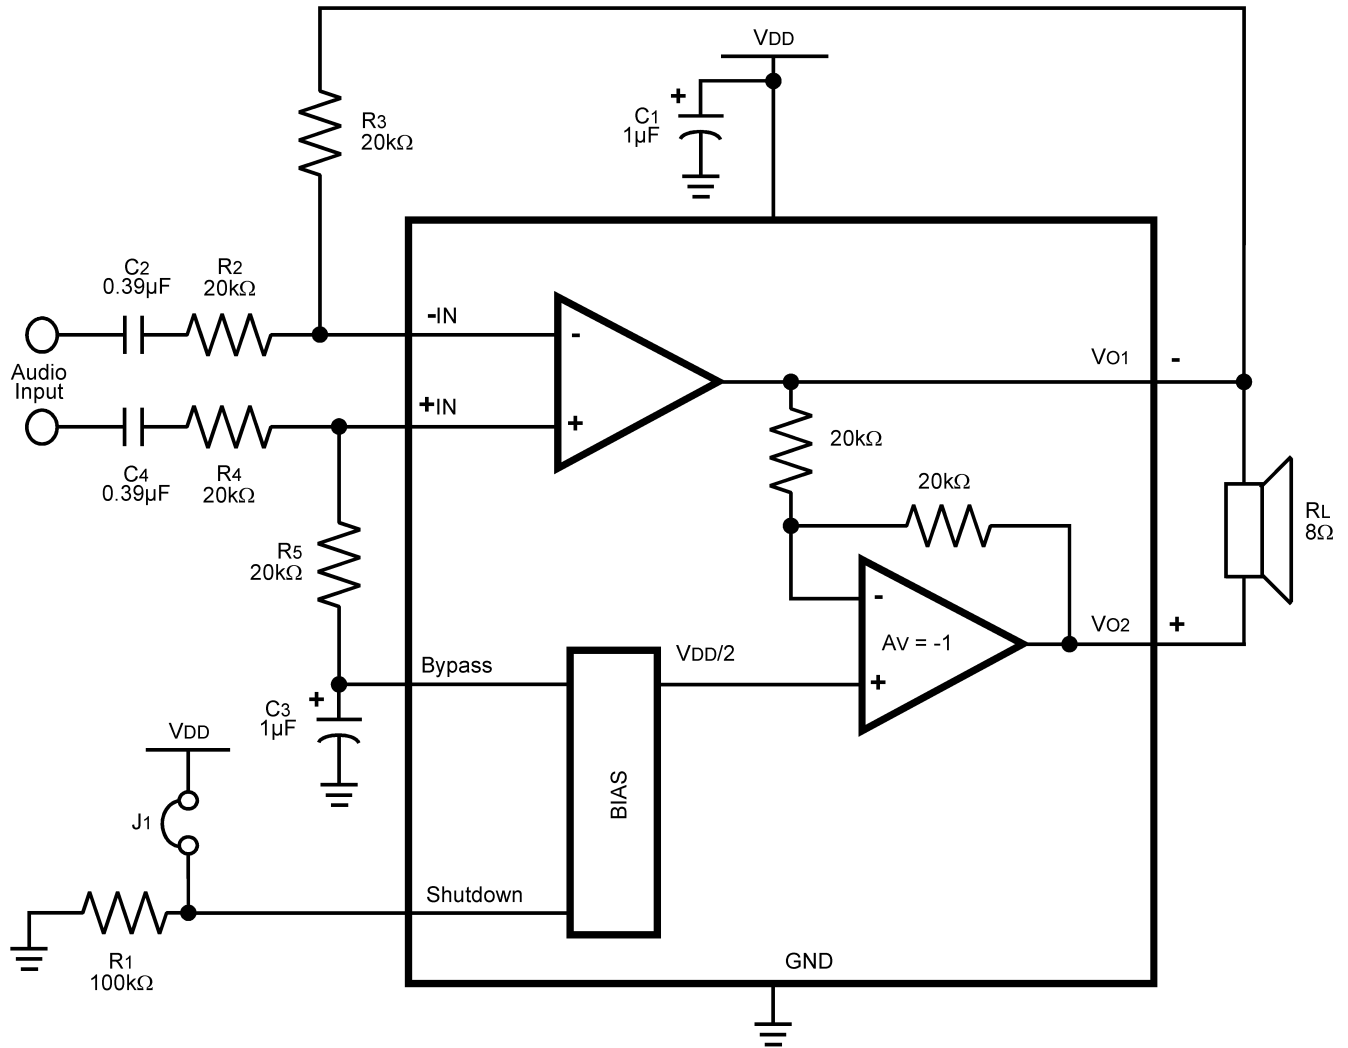 VDD
R3
20kΩ
+
C1
1µF
C2
0.39µF
R2
20kΩ
-IN
-
Audio
Input
VO1
-
+IN
+
20kΩ
C4
0.39µF
R4
20kΩ
20kΩ
RL
8Ω
R5
20kΩ
-
VO2
+
AV = -1
VDD/2
Bypass
+
+
C3
1µF
VDD
BIAS
J1
Shutdown
R1
100kΩ
GND